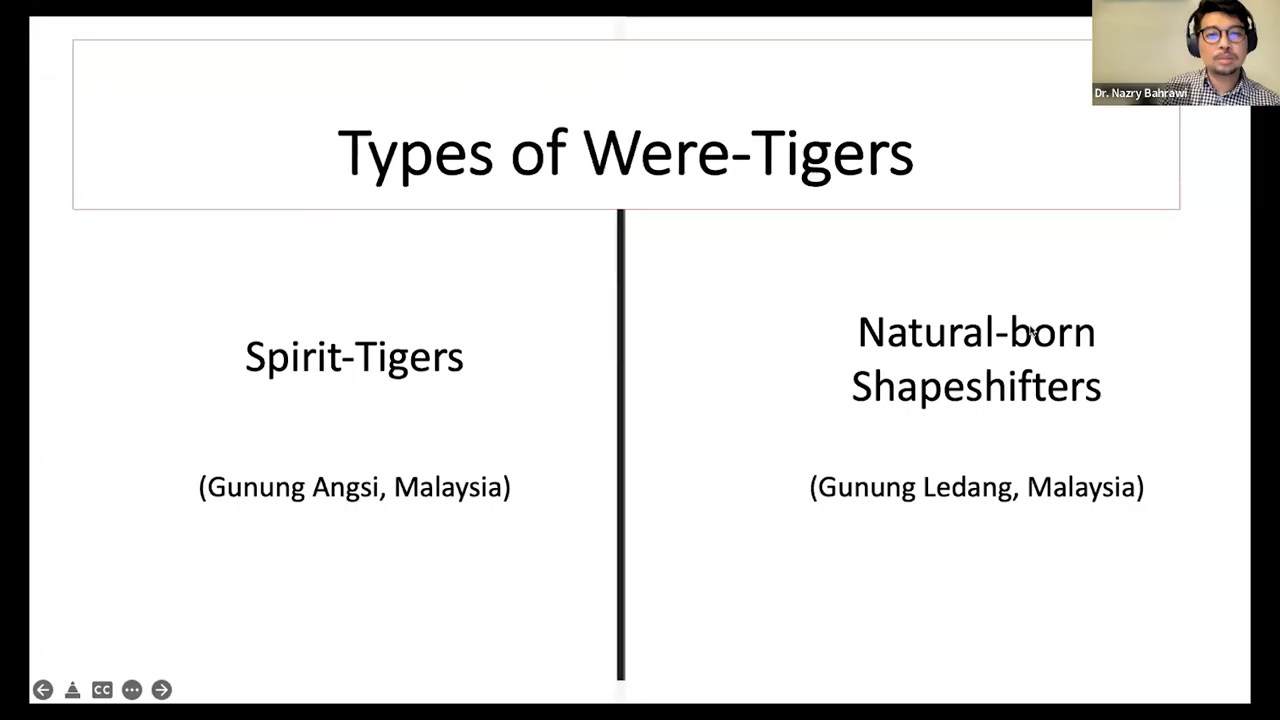 Types of Were-Tigers
Spirit-Tigers
(Gunung Angsi, Malaysia)
Natural-born
Shapeshifters
(Gunung Ledang, Malaysia)
Dr. Nazry Bahrawi
CC